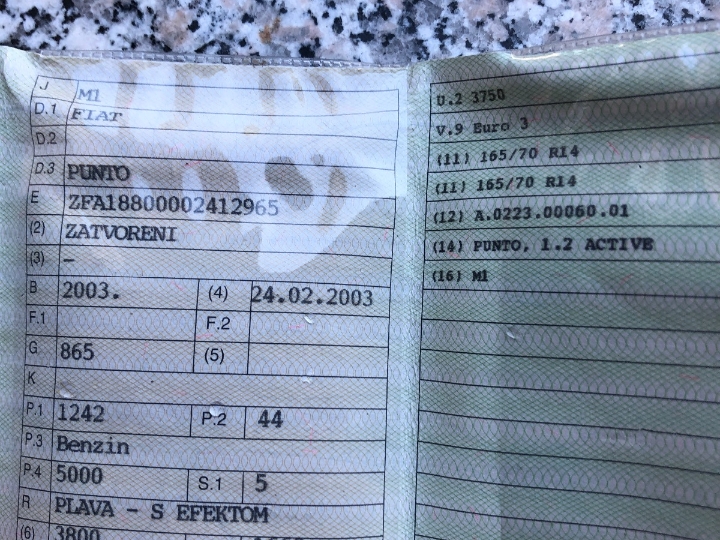 J M1
D.1 FIAT
D.2
D.3 PUNTO
E ZFA18800002412965
(2) ZATVORENI
(3) -
B 2003. (4) 24.02.2003
F.1 F.2
G 865 (5)
K
P.1 1242 P.2 44
P.3 Benzin
P.4 5000 S.1 5
R PLAVA - S EFEKTOM
(6) 3800
U.2 3750
V.9 Euro 3
(11) 165/70 R14
(11) 165/70 R14
(12) A.0223.00060.01
(14) PUNTO, 1.2 ACTIVE
(16) M1